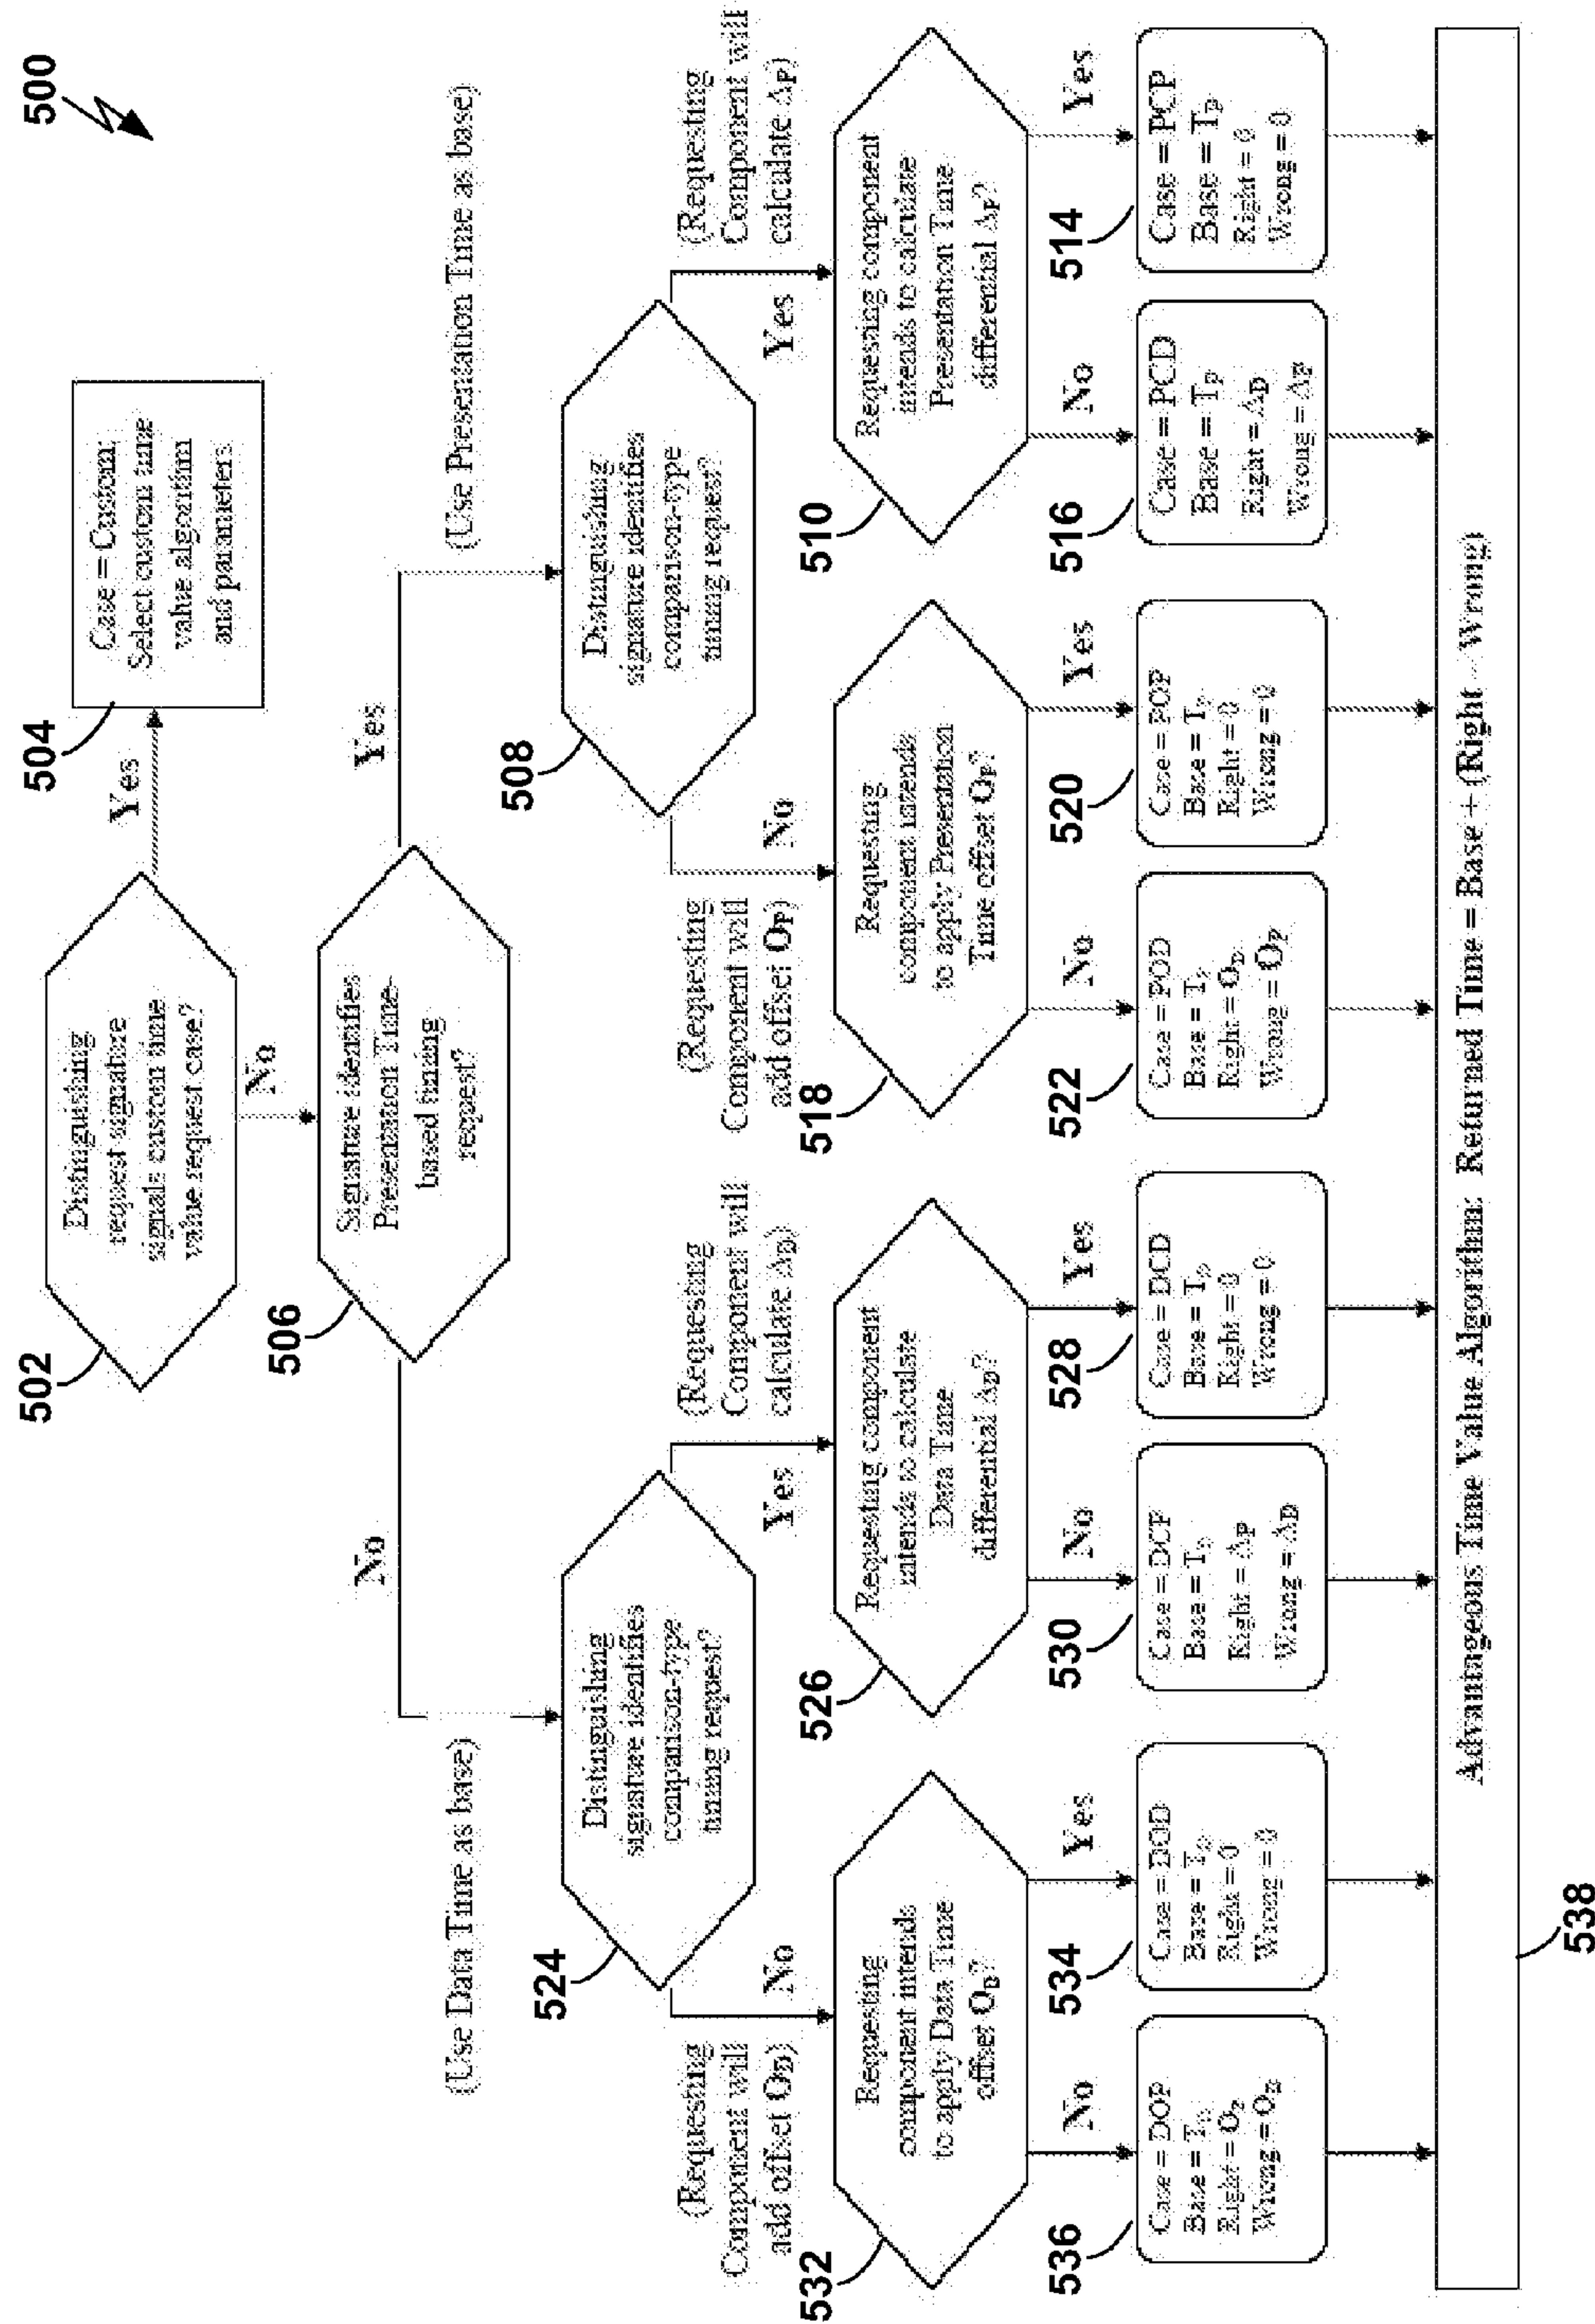 500
502
Distinguishing
request signature
signals custom time
value request case?
Yes
504
Case = Custom:
Select custom time
value algorithm
and parameters
No
506
Signature identifies
Presentation Time-
based timing
request?
No
Yes
(Use Data Time as base)
(Use Presentation Time as base)
524
Distinguishing
signature identifies
comparison-type
timing request?
508
Distinguishing
signature identifies
comparison-type
timing request?
(Requesting
Component will
add offset OD)
No
Yes
(Requesting
Component will
calculate ΔD)
(Requesting
Component will
add offset OP)
No
Yes
(Requesting
Component will
calculate ΔP)
532
Requesting
component intends
to apply Data Time
offset OD?
526
Requesting component
intends to calculate
Data Time
differential ΔD?
518
Requesting
component intends
to apply Presentation
Time offset OP?
510
Requesting component
intends to calculate
Presentation Time
differential ΔP?
No
Yes
No
Yes
No
Yes
No
Yes
536
Case = DOP
Base = TD
Right = OP
Wrong = OD
534
Case = DOD
Base = TD
Right = 0
Wrong = 0
530
Case = DCP
Base = TD
Right = ΔP
Wrong = ΔD
528
Case = DCD
Base = TD
Right = 0
Wrong = 0
522
Case = POD
Base = TP
Right = OD
Wrong = OP
520
Case = POP
Base = TP
Right = 0
Wrong = 0
516
Case = PCD
Base = TP
Right = ΔD
Wrong = ΔP
514
Case = PCP
Base = TP
Right = 0
Wrong = 0
Advantageous Time Value Algorithm: Returned Time = Base + (Right - Wrong)
538